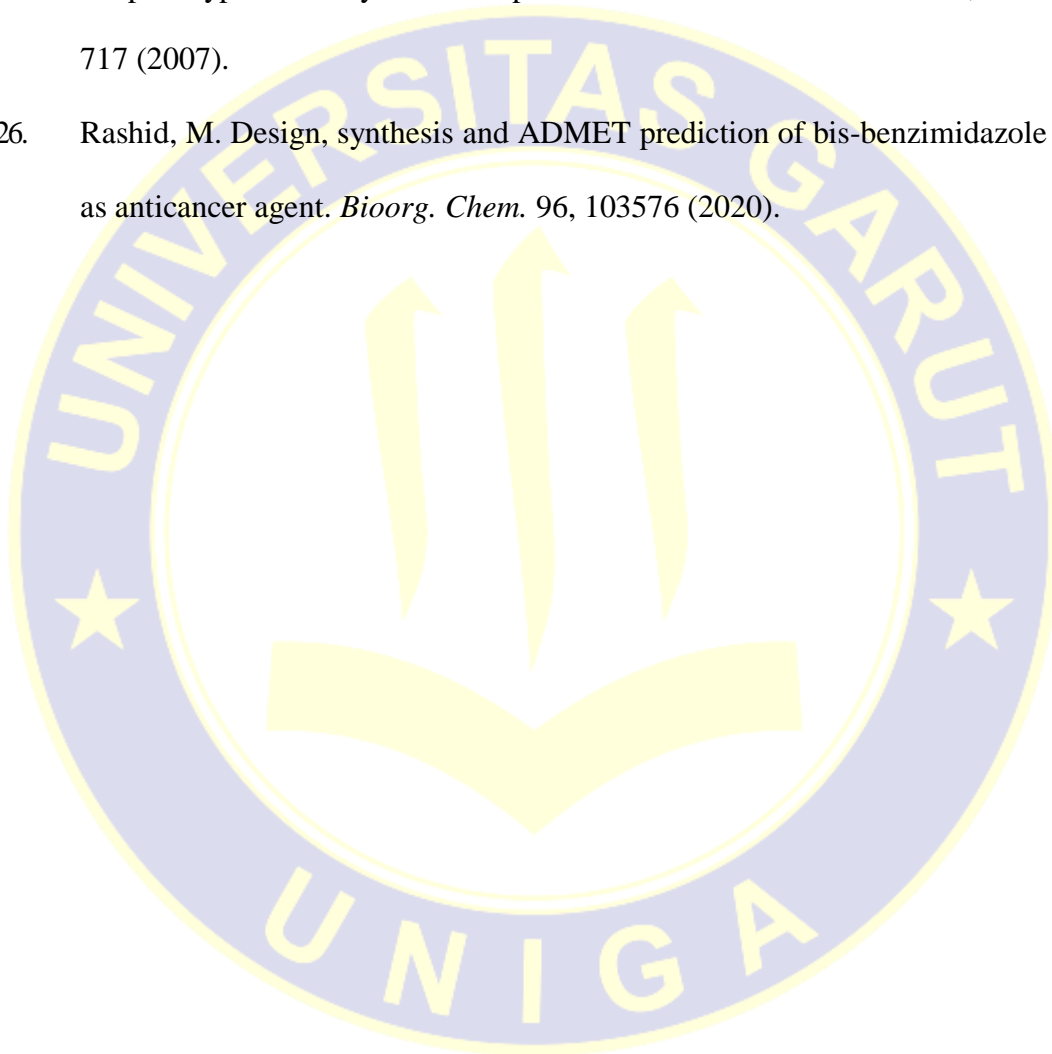 717 (2007).
26. Rashid, M. Design, synthesis and ADMET prediction of bis-benzimidazole
as anticancer agent. Bioorg. Chem. 96, 103576 (2020).
UNIVERSITAS GARUT
UNIGA